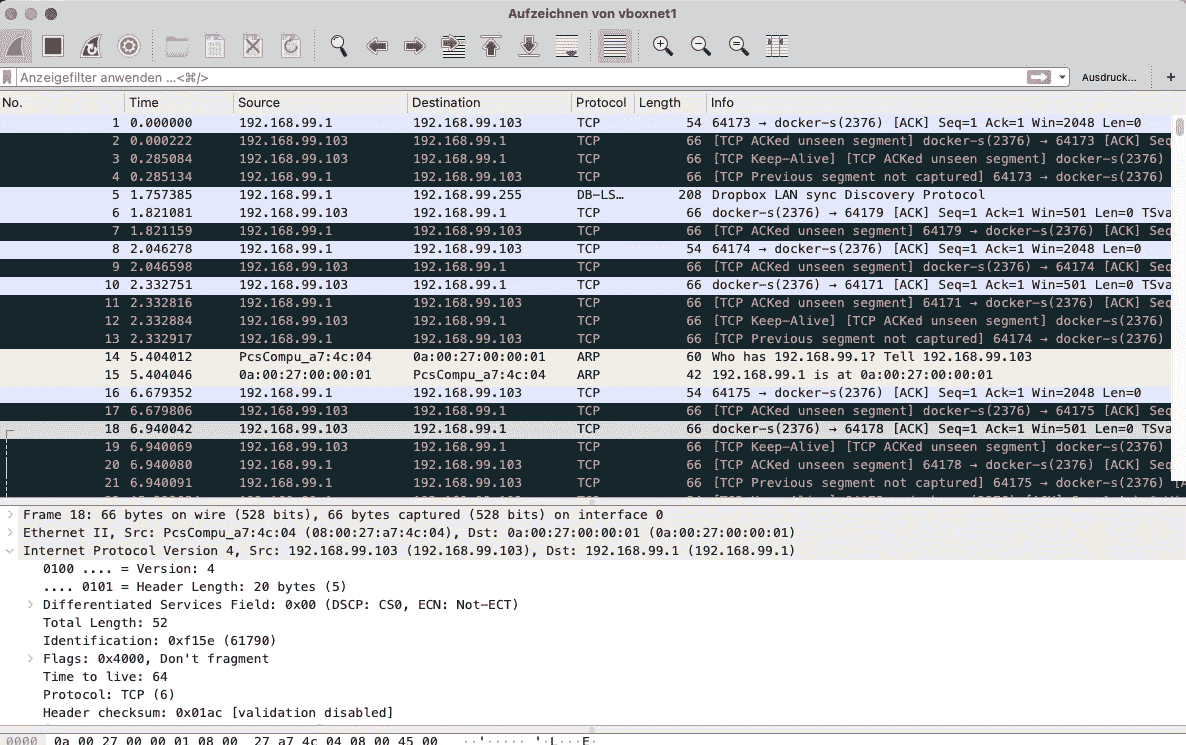 Aufzeichnen von vboxnet1
Anzeigefilter anwenden ...<⌘/> Ausdruck... +
No. Time Source Destination Protocol Length Info
1 0.000000 192.168.99.1 192.168.99.103 TCP 54 64173 → docker-s(2376) [ACK] Seq=1 Ack=1 Win=2048 Len=0
2 0.000222 192.168.99.103 192.168.99.1 TCP 66 [TCP ACKed unseen segment] docker-s(2376) → 64173 [ACK] Seq
3 0.285084 192.168.99.103 192.168.99.1 TCP 66 [TCP Keep-Alive] [TCP ACKed unseen segment] docker-s(2376)
4 0.285134 192.168.99.1 192.168.99.103 TCP 66 [TCP Previous segment not captured] 64173 → docker-s(2376)
5 1.757385 192.168.99.1 192.168.99.255 DB-LS… 208 Dropbox LAN sync Discovery Protocol
6 1.821081 192.168.99.103 192.168.99.1 TCP 66 docker-s(2376) → 64179 [ACK] Seq=1 Ack=1 Win=501 Len=0 TSva
7 1.821159 192.168.99.1 192.168.99.103 TCP 66 [TCP ACKed unseen segment] 64179 → docker-s(2376) [ACK] Seq
8 2.046278 192.168.99.1 192.168.99.103 TCP 54 64174 → docker-s(2376) [ACK] Seq=1 Ack=1 Win=2048 Len=0
9 2.046598 192.168.99.103 192.168.99.1 TCP 66 [TCP ACKed unseen segment] docker-s(2376) → 64174 [ACK] Seq
10 2.332751 192.168.99.103 192.168.99.1 TCP 66 docker-s(2376) → 64171 [ACK] Seq=1 Ack=1 Win=501 Len=0 TSva
11 2.332816 192.168.99.1 192.168.99.103 TCP 66 [TCP ACKed unseen segment] 64171 → docker-s(2376) [ACK] Seq
12 2.332884 192.168.99.103 192.168.99.1 TCP 66 [TCP Keep-Alive] [TCP ACKed unseen segment] docker-s(2376)
13 2.332917 192.168.99.1 192.168.99.103 TCP 66 [TCP Previous segment not captured] 64174 → docker-s(2376)
14 5.404012 PcsCompu_a7:4c:04 0a:00:27:00:00:01 ARP 60 Who has 192.168.99.1? Tell 192.168.99.103
15 5.404046 0a:00:27:00:00:01 PcsCompu_a7:4c:04 ARP 42 192.168.99.1 is at 0a:00:27:00:00:01
16 6.679352 192.168.99.1 192.168.99.103 TCP 54 64175 → docker-s(2376) [ACK] Seq=1 Ack=1 Win=2048 Len=0
17 6.679806 192.168.99.103 192.168.99.1 TCP 66 [TCP ACKed unseen segment] docker-s(2376) → 64175 [ACK] Seq
18 6.940042 192.168.99.103 192.168.99.1 TCP 66 docker-s(2376) → 64178 [ACK] Seq=1 Ack=1 Win=501 Len=0 TSva
19 6.940069 192.168.99.103 192.168.99.1 TCP 66 [TCP Keep-Alive] [TCP ACKed unseen segment] docker-s(2376)
20 6.940080 192.168.99.1 192.168.99.103 TCP 66 [TCP ACKed unseen segment] 64178 → docker-s(2376) [ACK] Seq
21 6.940091 192.168.99.1 192.168.99.103 TCP 66 [TCP Previous segment not captured] 64175 → docker-s(2376)
Frame 18: 66 bytes on wire (528 bits), 66 bytes captured (528 bits) on interface 0
Ethernet II, Src: PcsCompu_a7:4c:04 (08:00:27:a7:4c:04), Dst: 0a:00:27:00:00:01 (0a:00:27:00:00:01)
Internet Protocol Version 4, Src: 192.168.99.103 (192.168.99.103), Dst: 192.168.99.1 (192.168.99.1)
0100 .... = Version: 4
.... 0101 = Header Length: 20 bytes (5)
Differentiated Services Field: 0x00 (DSCP: CS0, ECN: Not-ECT)
Total Length: 52
Identification: 0xf15e (61790)
Flags: 0x4000, Don't fragment
Time to live: 64
Protocol: TCP (6)
Header checksum: 0x01ac [validation disabled]
0000 0a 00 27 00 00 01 08 00 27 a7 4c 04 08 00 45 00 ··'····· '·L···E·